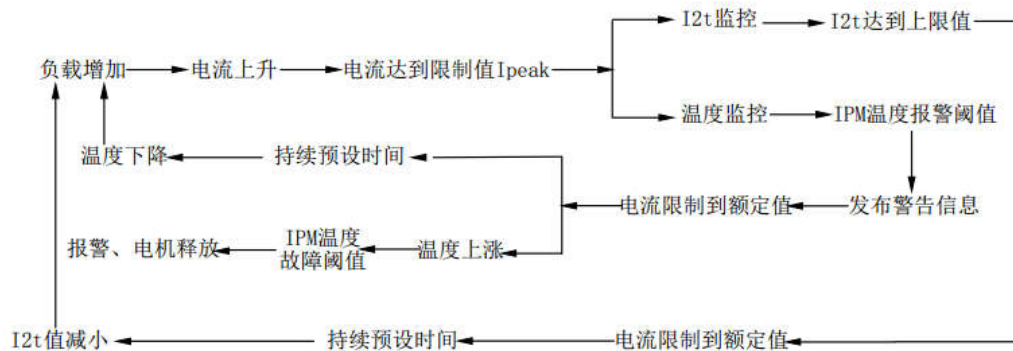 I2t监控
I2t达到上限值
负载增加
电流上升
电流达到限制值Ipeak
温度监控
IPM温度报警阈值
温度下降
持续预设时间
电流限制到额定值
发布警告信息
报警、电机释放
IPM温度
故障阈值
温度上涨
I2t值减小
持续预设时间
电流限制到额定值